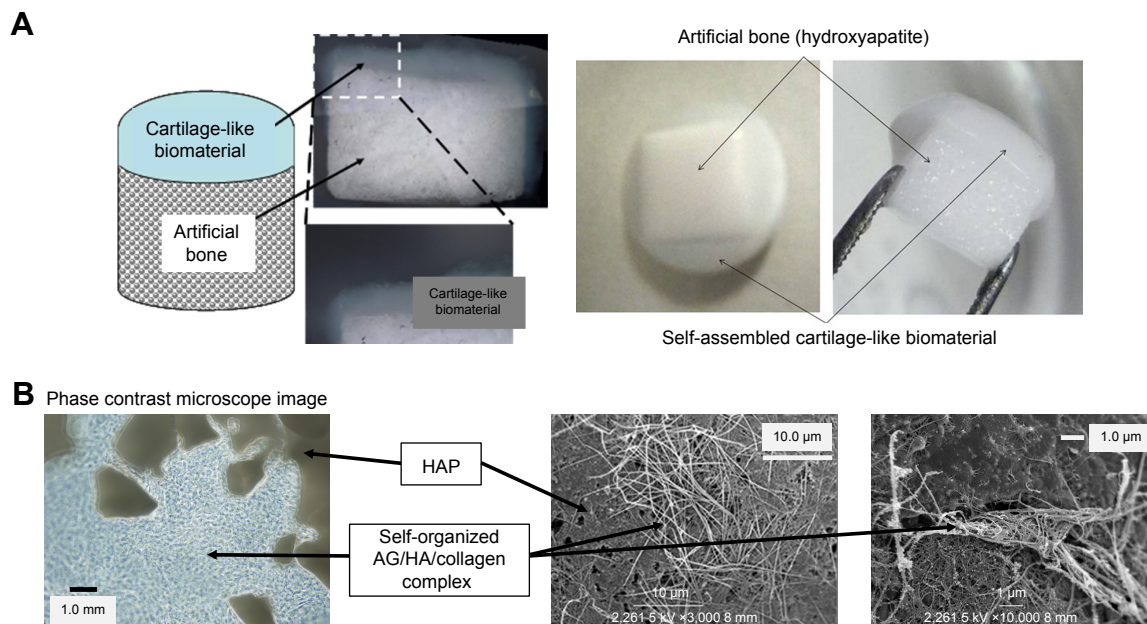 A
Artificial bone (hydroxyapatite)
Cartilage-like
biomaterial
Artificial
bone
Cartilage-like
biomaterial
Self-assembled cartilage-like biomaterial
B Phase contrast microscope image
HAP
Self-organized
AG/HA/collagen
complex
1.0 mm
10.0 µm
10 µm
2,261 5 kV ×3,000 8 mm
1.0 µm
1 µm
2,261 5 kV ×10,000 8 mm